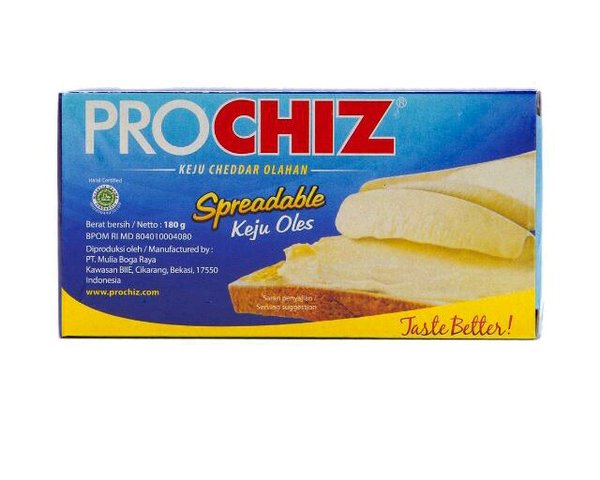 PROCHIZ®
KEJU CHEDDAR OLAHAN
Halal Certified
Spreadable
Keju Oles
Berat bersih / Netto : 180 g
BPOM RI MD 804010004080
Diproduksi oleh / Manufactured by :
PT. Mulia Boga Raya
Kawasan BIIE, Cikarang, Bekasi, 17550
Indonesia
www.prochiz.com
Saran penyajian /
Serving suggestion
Taste Better!